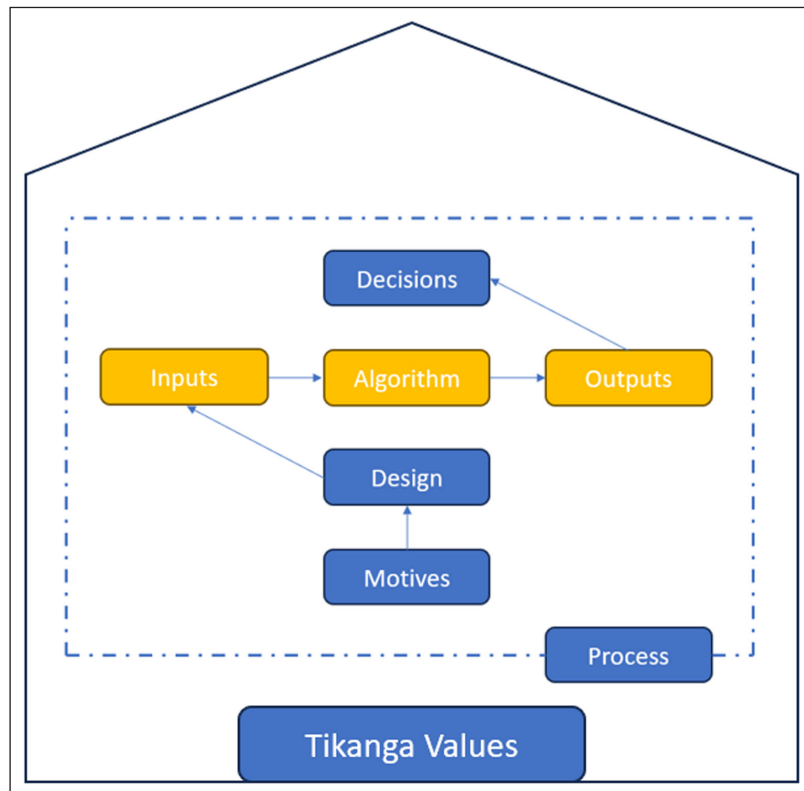 Decisions
Inputs
Algorithm
Outputs
Design
Motives
Process
Tikanga Values